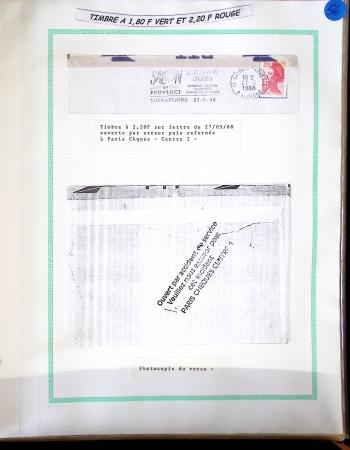 TIMBRE A 1,80 F VERT ET 2,20 F ROUGE
SALON
PROVENCE
1986
Timbre à 2,20F sur lettre du 27/05/86
ouverte par erreur puis refermée
à Paris Chèques - Centre I -
Ouvert par accident de service
Veuillez nous excuser pour
cet incident
PARIS CHEQUES CENTRE 1
Photocopie du verso -